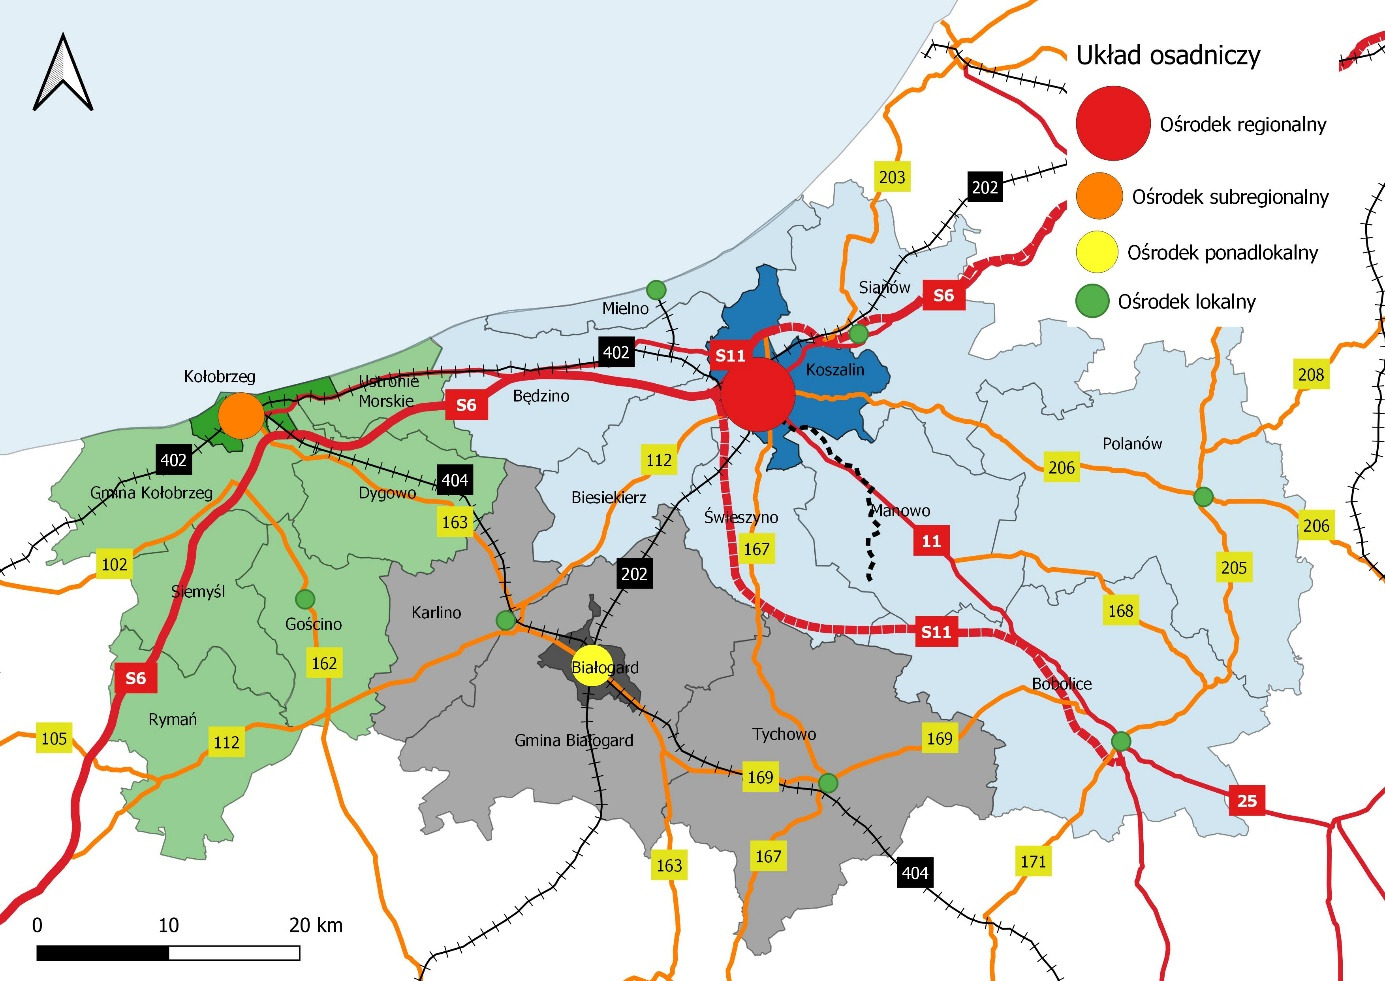 Układ osadniczy
Ośrodek regionalny
Ośrodek subregionalny
Ośrodek ponadlokalny
Ośrodek lokalny
203
202
Sianów
S6
Mielno
402
S11
Koszalin
208
Kołobrzeg
Ustronie
Morskie
S6
Będzino
Polanów
402
112
206
404
Gmina Kołobrzeg
Dygowo
Biesiekierz
163
Świeszyno
Manowo
206
167
11
102
202
205
Siemyśl
Karlino
168
Gościno
S11
162
Białogard
S6
Bobolice
Rymań
105
112
Gmina Białogard
Tychowo
169
169
25
163
167
171
404
0 10 20 km